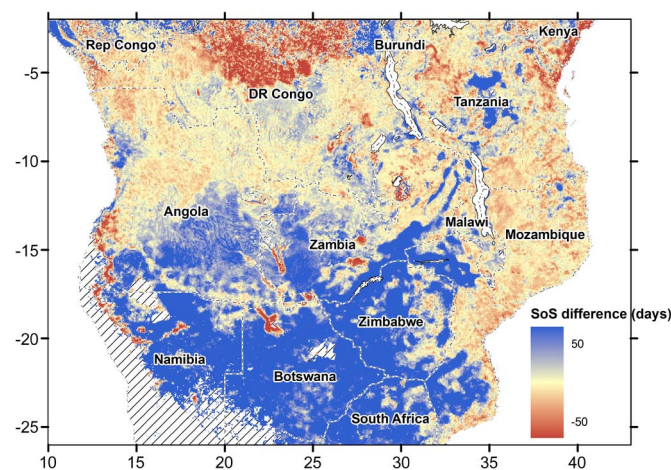 Rep Congo
Burundi
Kenya
-5
DR Congo
Tanzania
-10
Angola
Malawi
Zambia
Mozambique
-15
SoS difference (days)
50
-50
Zimbabwe
-20
Namibia
Botswana
South Africa
-25
10 15 20 25 30 35 40